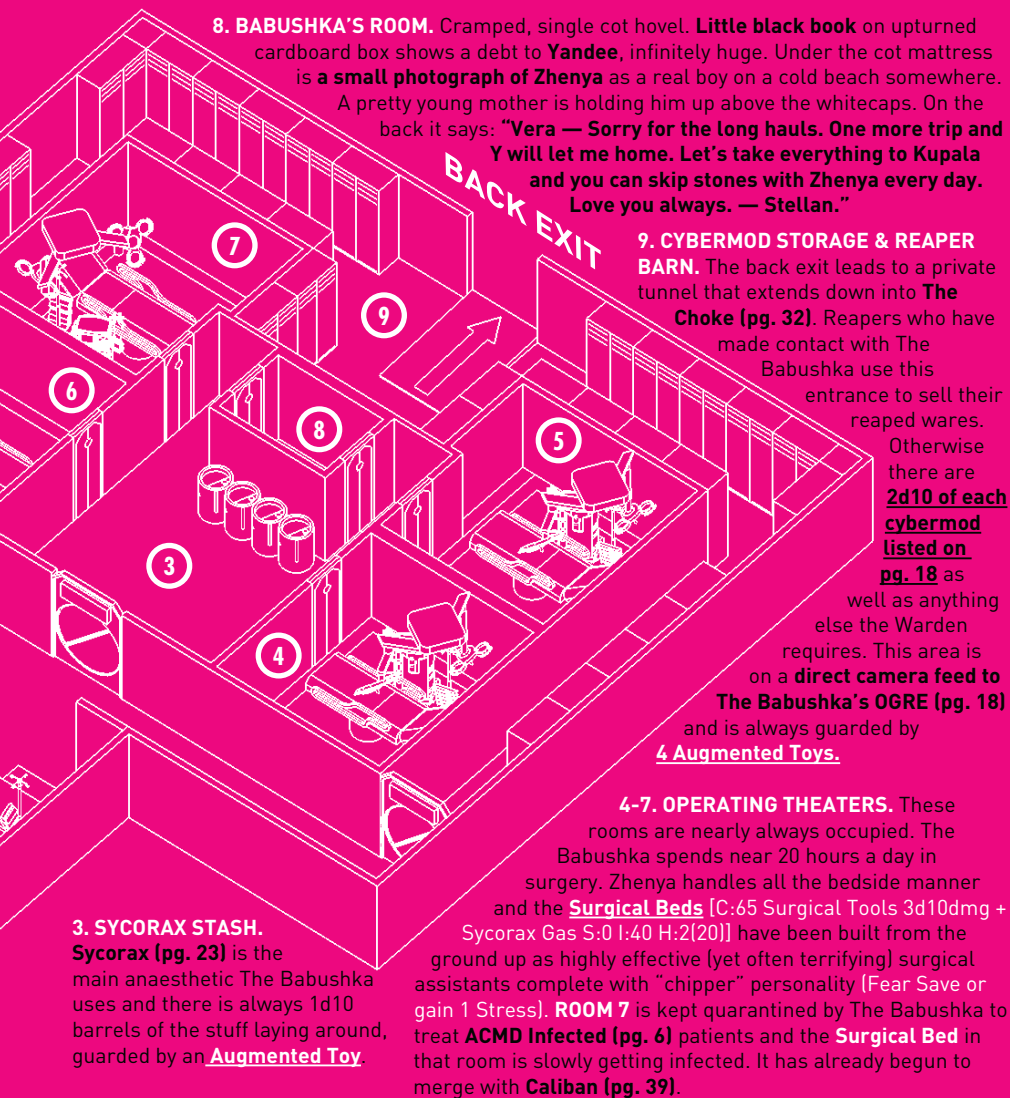 8. BABUSHKA'S ROOM. Cramped, single cot hovel. Little black book on upturned
cardboard box shows a debt to Yandee, infinitely huge. Under the cot mattress
is a small photograph of Zhenya as a real boy on a cold beach somewhere.
A pretty young mother is holding him up above the whitecaps. On the
back it says: “Vera — Sorry for the long hauls. One more trip and
Y will let me home. Let's take everything to Kupala
and you can skip stones with Zhenya every day.
Love you always. — Stellan.”
BACK EXIT
9. CYBERMOD STORAGE & REAPER
BARN. The back exit leads to a private
tunnel that extends down into The
Choke (pg. 32). Reapers who have
made contact with The
Babushka use this
entrance to sell their
reaped wares.
Otherwise
there are
2d10 of each
cybermod
listed on
pg. 18 as
well as anything
else the Warden
requires. This area is
on a direct camera feed to
The Babushka's OGRE (pg. 18)
and is always guarded by
4 Augmented Toys.
7
9
6
8
5
3
4
4-7. OPERATING THEATERS. These
rooms are nearly always occupied. The
Babushka spends near 20 hours a day in
surgery. Zhenya handles all the bedside manner
and the Surgical Beds [C:65 Surgical Tools 3d10dmg +
Sycorax Gas S:0 I:40 H:2(20)] have been built from the
ground up as highly effective (yet often terrifying) surgical
assistants complete with "chipper" personality (Fear Save or
gain 1 Stress). ROOM 7 is kept quarantined by The Babushka to
treat ACMD Infected (pg. 6) patients and the Surgical Bed in
that room is slowly getting infected. It has already begun to
merge with Caliban (pg. 39).
3. SYCORAX STASH.
Sycorax (pg. 23) is the
main anaesthetic The Babushka
uses and there is always 1d10
barrels of the stuff laying around,
guarded by an Augmented Toy.